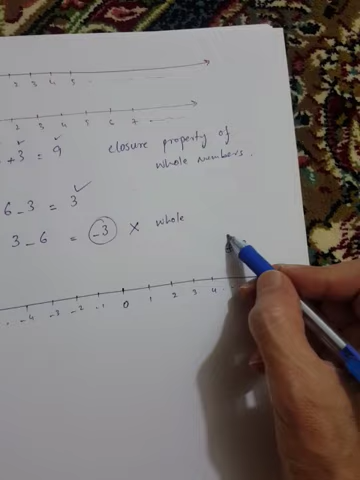 2 3 4 5
2 3 4 5 6 7 ......
+ 3 = 9 closure property of
whole numbers.
6 - 3 = 3 ✓
3 - 6 = -3 × whole
-4 -3 -2 -1 0 1 2 3 4 ..